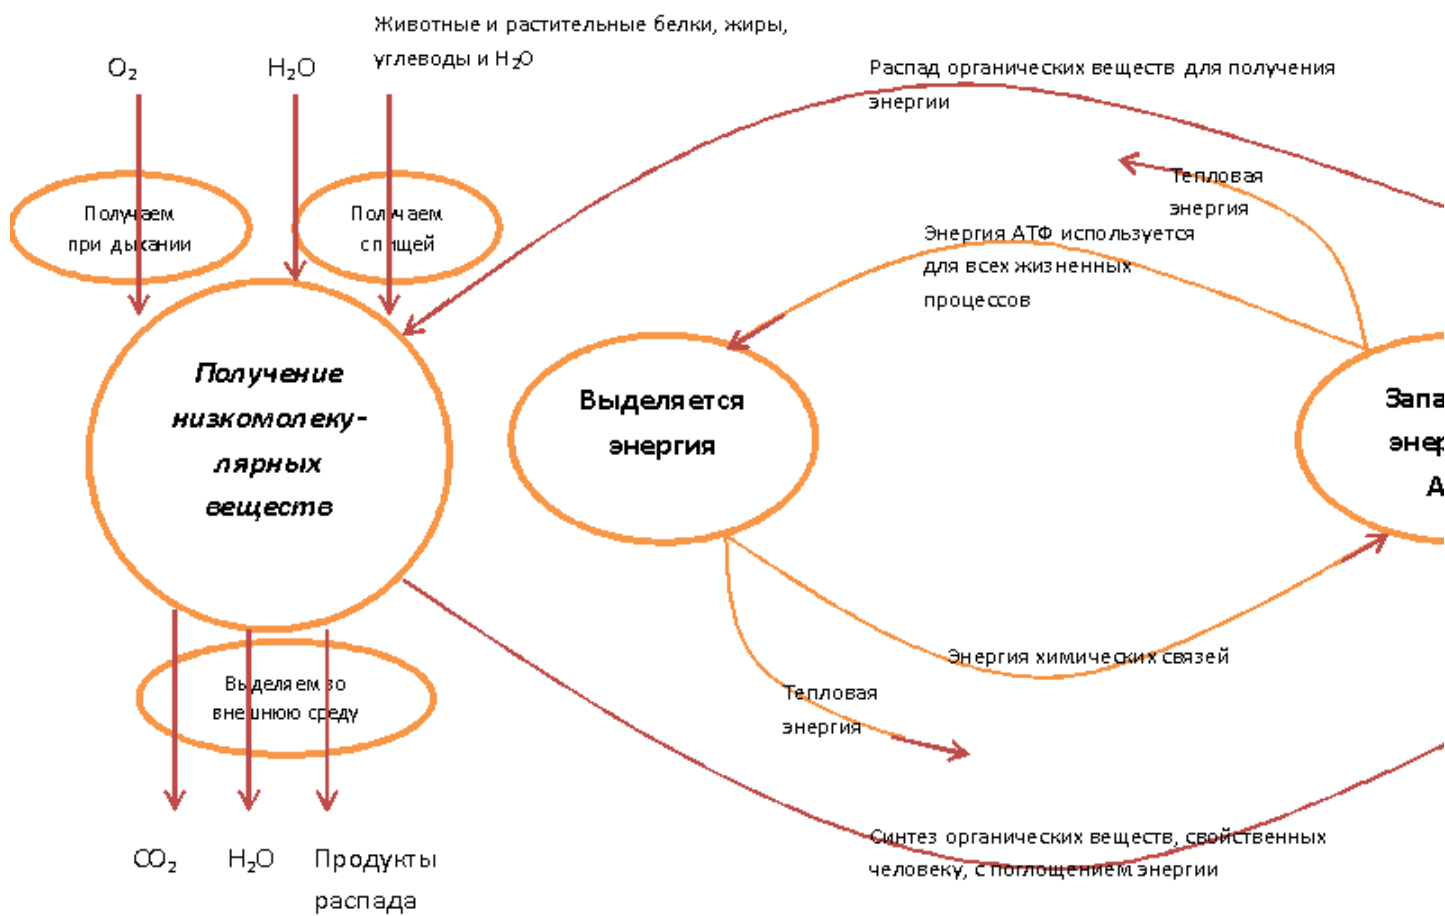 Животные и растительные белки, жиры,
углеводы и H₂O
O₂
H₂O
Распад органических веществ для получения
энергии
Тепловая
энергия
Получаем
при дыхании
Получаем
с пищей
Энергия АТФ используется
для всех жизненных
процессов
Получение
низкомолеку-
лярных
веществ
Выделяется
энергия
Запа
энер
А
Энергия химических связей
Тепловая
энергия
Выделяем во
внешнюю среду
Синтез органических веществ, свойственных
человеку, с поглощением энергии
CO₂
H₂O
Продукты
распада